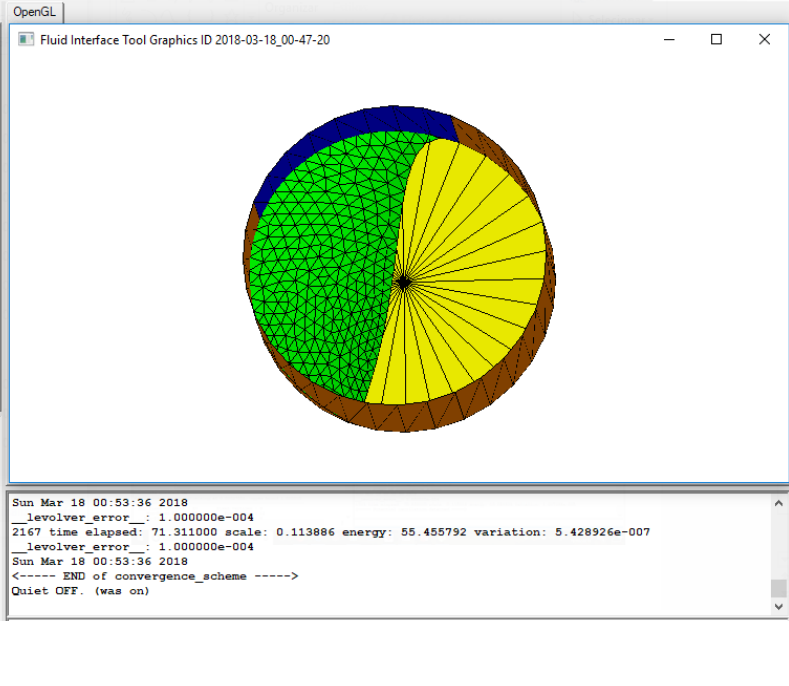 OpenGL
Fluid Interface Tool Graphics ID 2018-03-18_00-47-20
Sun Mar 18 00:53:36 2018
__levolver_error__: 1.000000e-004
2167 time elapsed: 71.311000 scale: 0.113886 energy: 55.455792 variation: 5.428926e-007
__levolver_error__: 1.000000e-004
Sun Mar 18 00:53:36 2018
<----- END of convergence_scheme ----->
Quiet OFF. (was on)